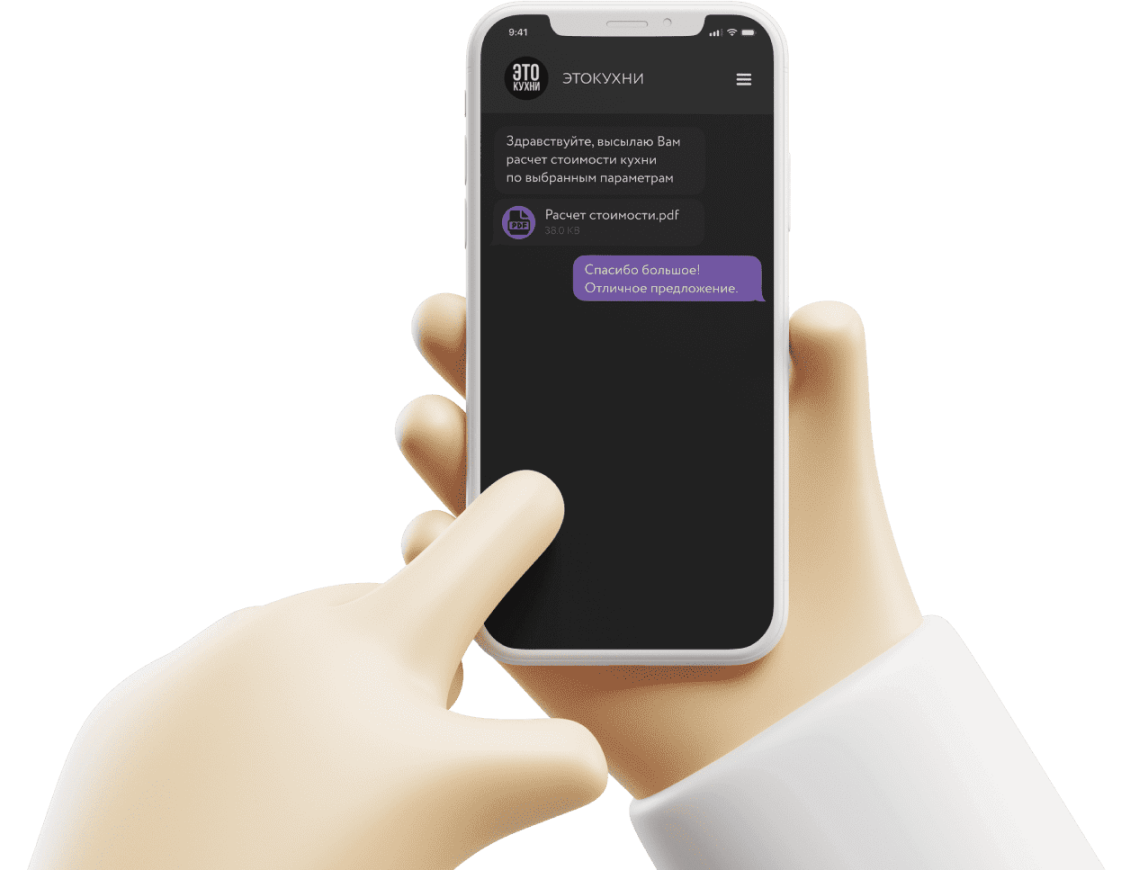 9:41
ЭТО
КУХНИ
ЭТОКУХНИ
Здравствуйте, высылаю Вам
расчет стоимости кухни
по выбранным параметрам
PDF
Расчет стоимости.pdf
38.0 KB
Спасибо большое!
Отличное предложение.